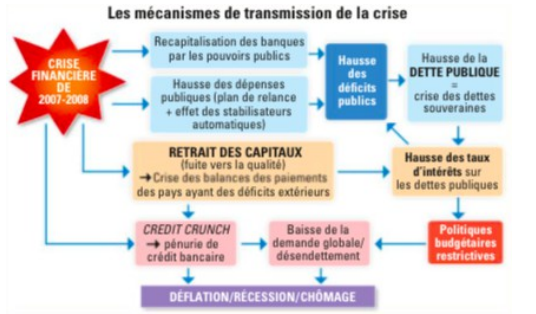 Les mécanismes de transmission de la crise
CRISE
FINANCIÈRE
DE
2007-2008
Recapitalisation des banques
par les pouvoirs publics
Hausse des dépenses
publiques (plan de relance
+ effet des stabilisateurs
automatiques)
Hausse
des
déficits
publics
Hausse de la
DETTE PUBLIQUE
=
crise des dettes
souveraines
RETRAIT DES CAPITAUX
(fuite vers la qualité)
→ Crise des balances des paiements
des pays ayant des déficits extérieurs
Hausse des taux
d'intérêts sur
les dettes publiques
CREDIT CRUNCH
→ pénurie de
crédit bancaire
Baisse de la
demande globale/
désendettement
Politiques
budgétaires
restrictives
DÉFLATION/RÉCESSION/CHÔMAGE